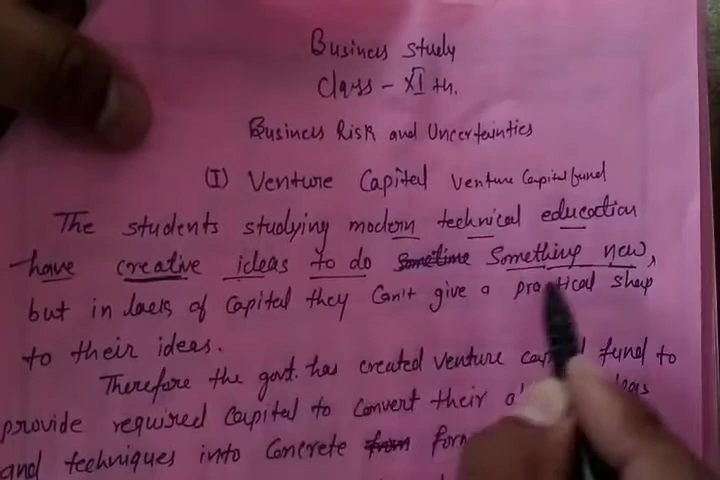 Business Study
Class - XI th.
Business Risk and Uncertainties
(I) Venture Capital Venture Capital fund
The students studying modern technical education
have creative ideas to do sometime Something new,
but in lack of Capital they Can't give a practical shap
to their ideas.
Therefore the govt. has created venture capital fund to
provide required Capital to convert their
and techniques into Concrete from form